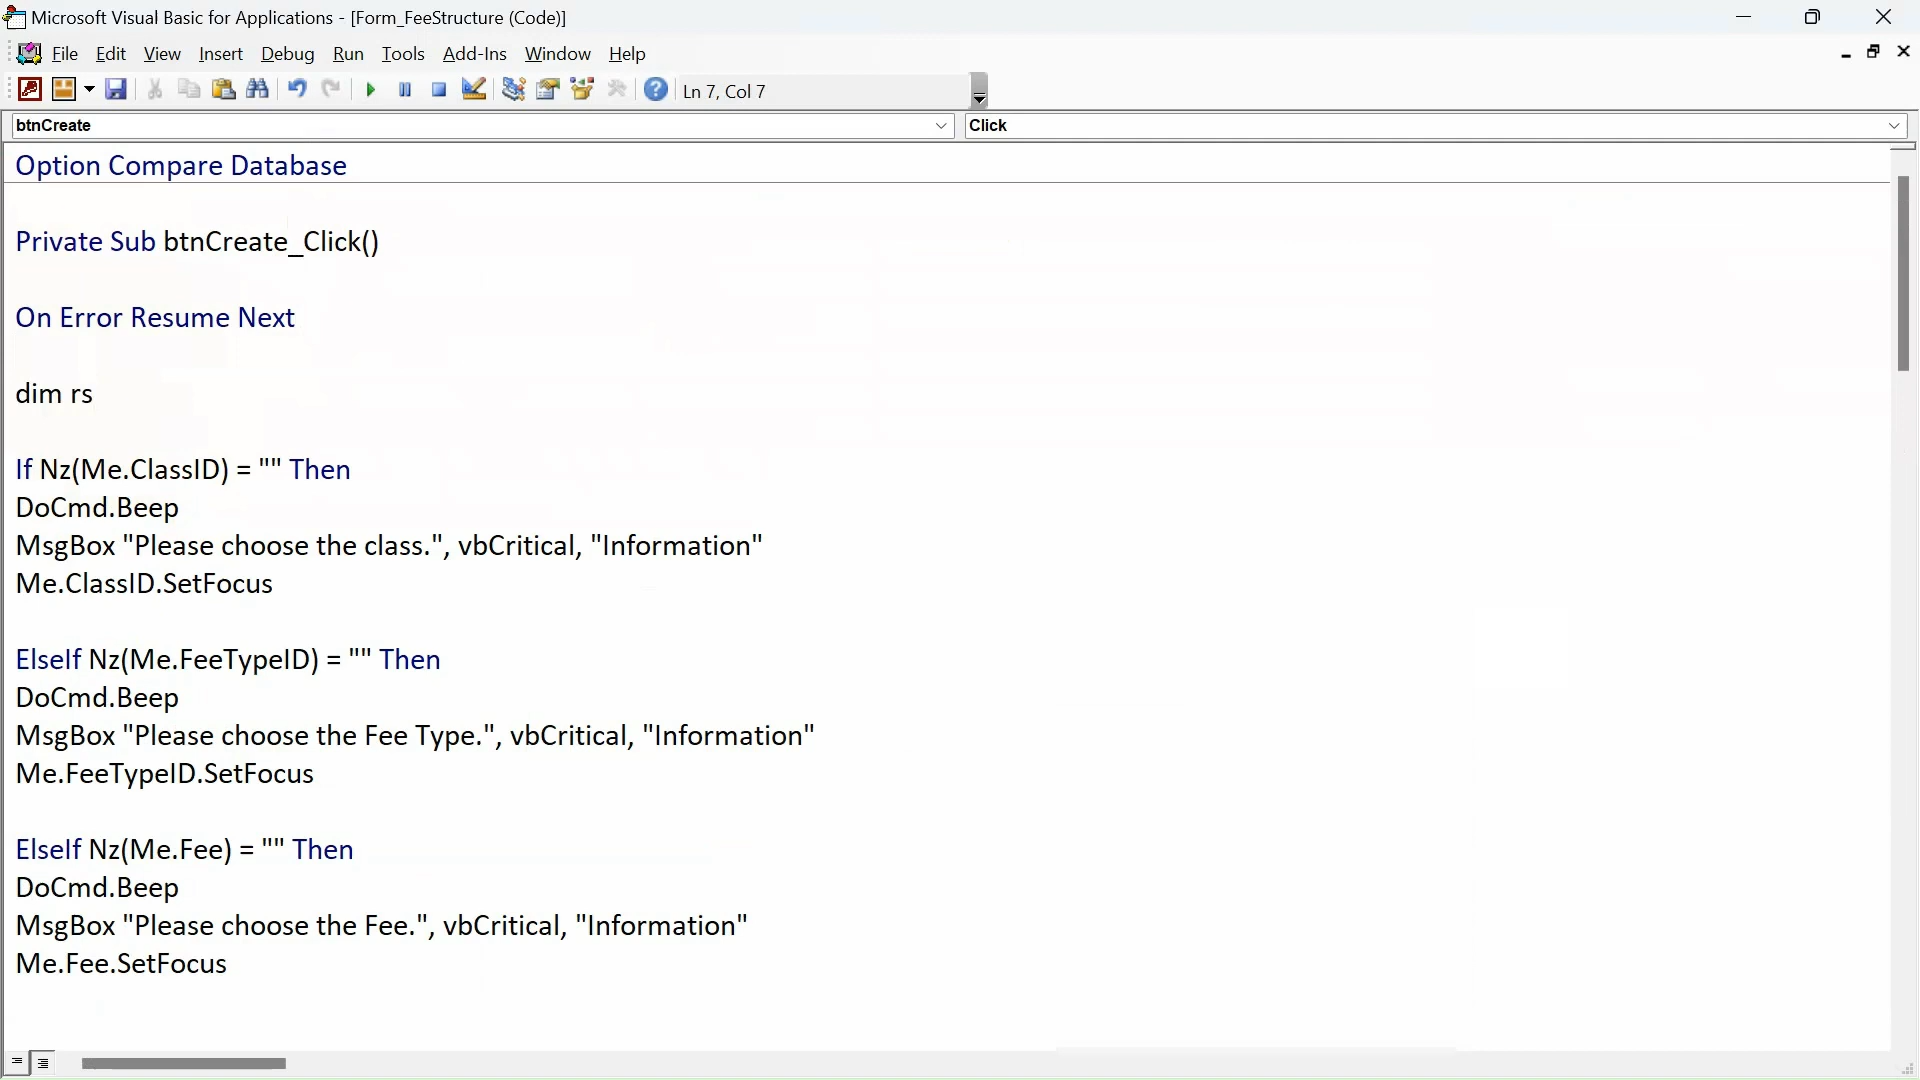 Microsoft Visual Basic for Applications - [Form_FeeStructure (Code)]
File Edit View Insert Debug Run Tools Add-Ins Window Help
Ln 7, Col 7
btnCreate Click
Option Compare Database
Private Sub btnCreate_Click()
On Error Resume Next
dim rs
If Nz(Me.ClassID) = "" Then
DoCmd.Beep
MsgBox "Please choose the class.", vbCritical, "Information"
Me.ClassID.SetFocus
ElseIf Nz(Me.FeeTypeID) = "" Then
DoCmd.Beep
MsgBox "Please choose the Fee Type.", vbCritical, "Information"
Me.FeeTypeID.SetFocus
ElseIf Nz(Me.Fee) = "" Then
DoCmd.Beep
MsgBox "Please choose the Fee.", vbCritical, "Information"
Me.Fee.SetFocus